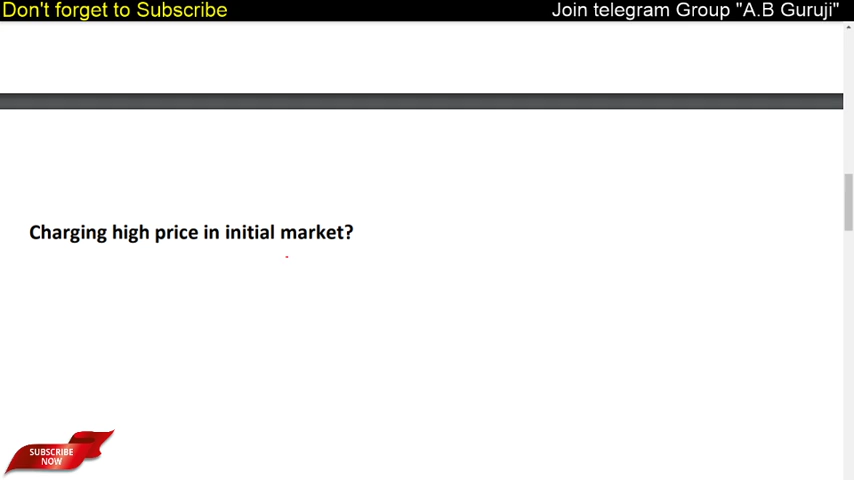 Don't forget to Subscribe
Join telegram Group "A.B Guruji"
Charging high price in initial market?
SUBSCRIBE
NOW